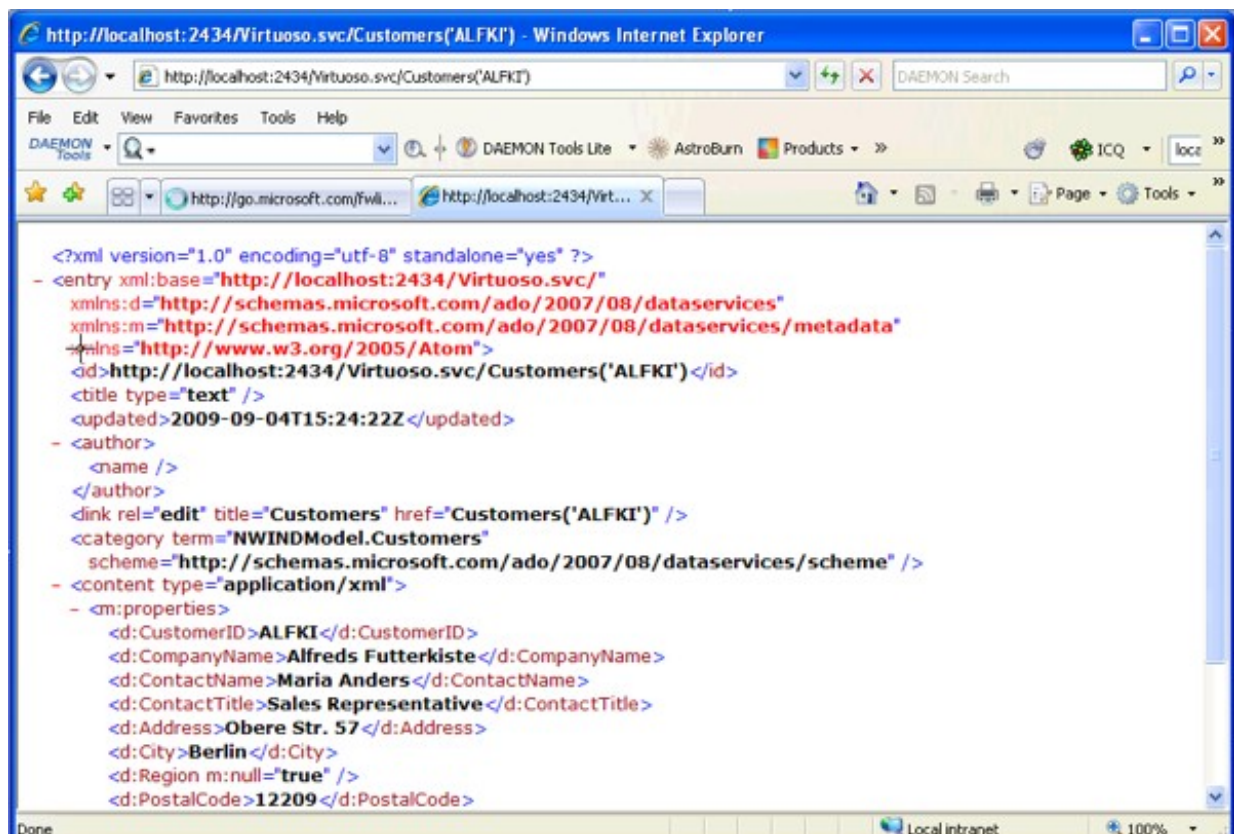 http://localhost:2434/Virtuoso.svc/Customers('ALFKI') - Windows Internet Explorer
http://localhost:2434/Virtuoso.svc/Customers('ALFKI') DAEMON Search
File Edit View Favorites Tools Help
DAEMON Tools DAEMON Tools Lite AstroBurn Products » ICQ loca »
http://go.microsoft.com/fwli... http://localhost:2434/Virt... X Page Tools »
<?xml version="1.0" encoding="utf-8" standalone="yes" ?>
- <entry xml:base="http://localhost:2434/Virtuoso.svc/"
xmlns:d="http://schemas.microsoft.com/ado/2007/08/dataservices"
xmlns:m="http://schemas.microsoft.com/ado/2007/08/dataservices/metadata"
xmlns="http://www.w3.org/2005/Atom">
<id>http://localhost:2434/Virtuoso.svc/Customers('ALFKI')</id>
<title type="text" />
<updated>2009-09-04T15:24:22Z</updated>
- <author>
<name />
</author>
<link rel="edit" title="Customers" href="Customers('ALFKI')" />
<category term="NWINDModel.Customers"
scheme="http://schemas.microsoft.com/ado/2007/08/dataservices/scheme" />
- <content type="application/xml">
- <m:properties>
<d:CustomerID>ALFKI</d:CustomerID>
<d:CompanyName>Alfreds Futterkiste</d:CompanyName>
<d:ContactName>Maria Anders</d:ContactName>
<d:ContactTitle>Sales Representative</d:ContactTitle>
<d:Address>Obere Str. 57</d:Address>
<d:City>Berlin</d:City>
<d:Region m:null="true" />
<d:PostalCode>12209</d:PostalCode>
Done Local intranet 100%